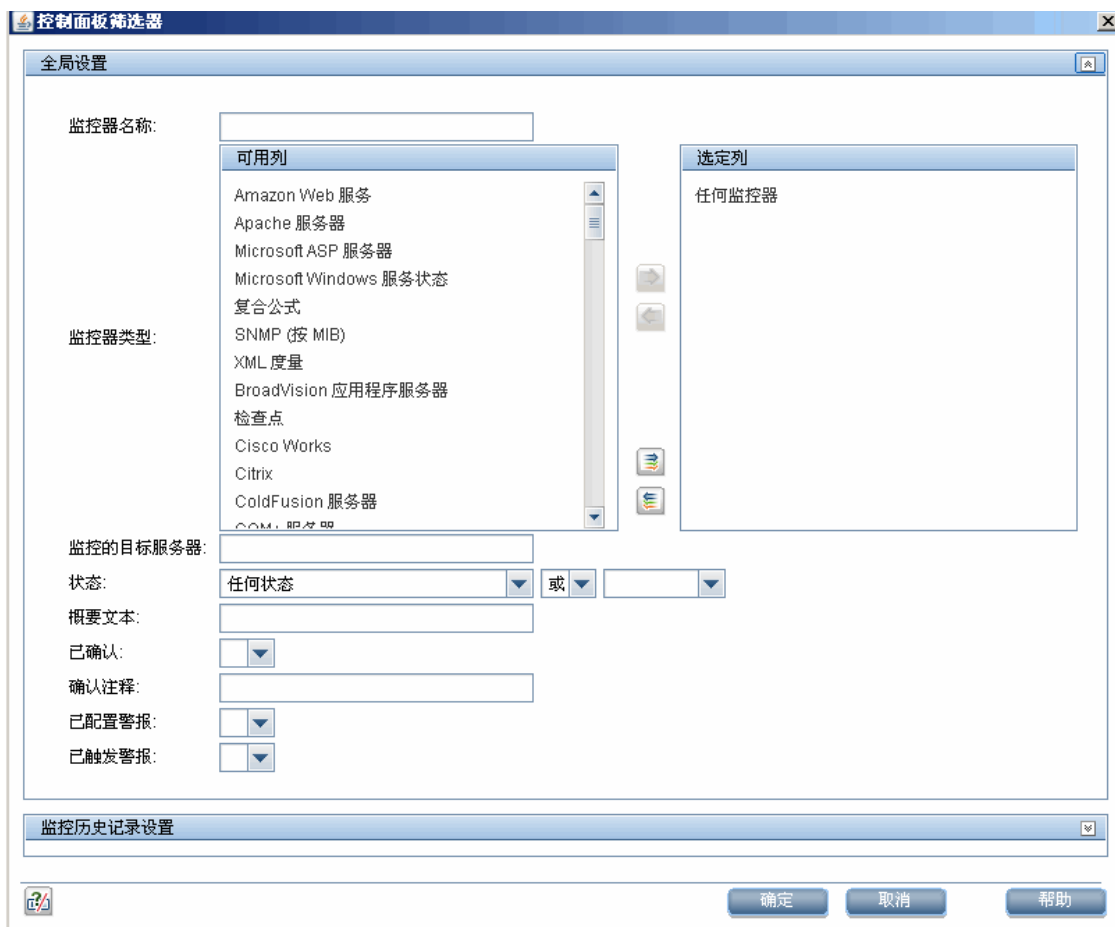 控制面板筛选器
全局设置
监控器名称:
可用列
选定列
Amazon Web 服务
任何监控器
Apache 服务器
Microsoft ASP 服务器
Microsoft Windows 服务状态
复合公式
监控器类型:
SNMP (按 MIB)
XML 度量
BroadVision 应用程序服务器
检查点
Cisco Works
Citrix
ColdFusion 服务器
COM+ 服务器
监控的目标服务器:
状态: 任何状态 或
概要文本:
已确认:
确认注释:
已配置警报:
已触发警报:
监控历史记录设置
确定 取消 帮助